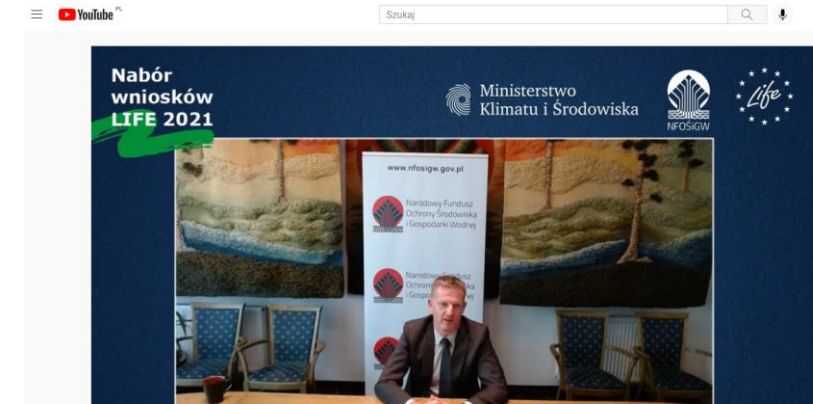 YouTube PL
Szukaj
Nabór
wniosków
LIFE 2021
Ministerstwo
Klimatu i Środowiska
NFOŚiGW
Life
www.nfosigw.gov.pl
Narodowy Fundusz
Ochrony Środowiska
i Gospodarki Wodnej
Narodowy Fundusz
Ochrony